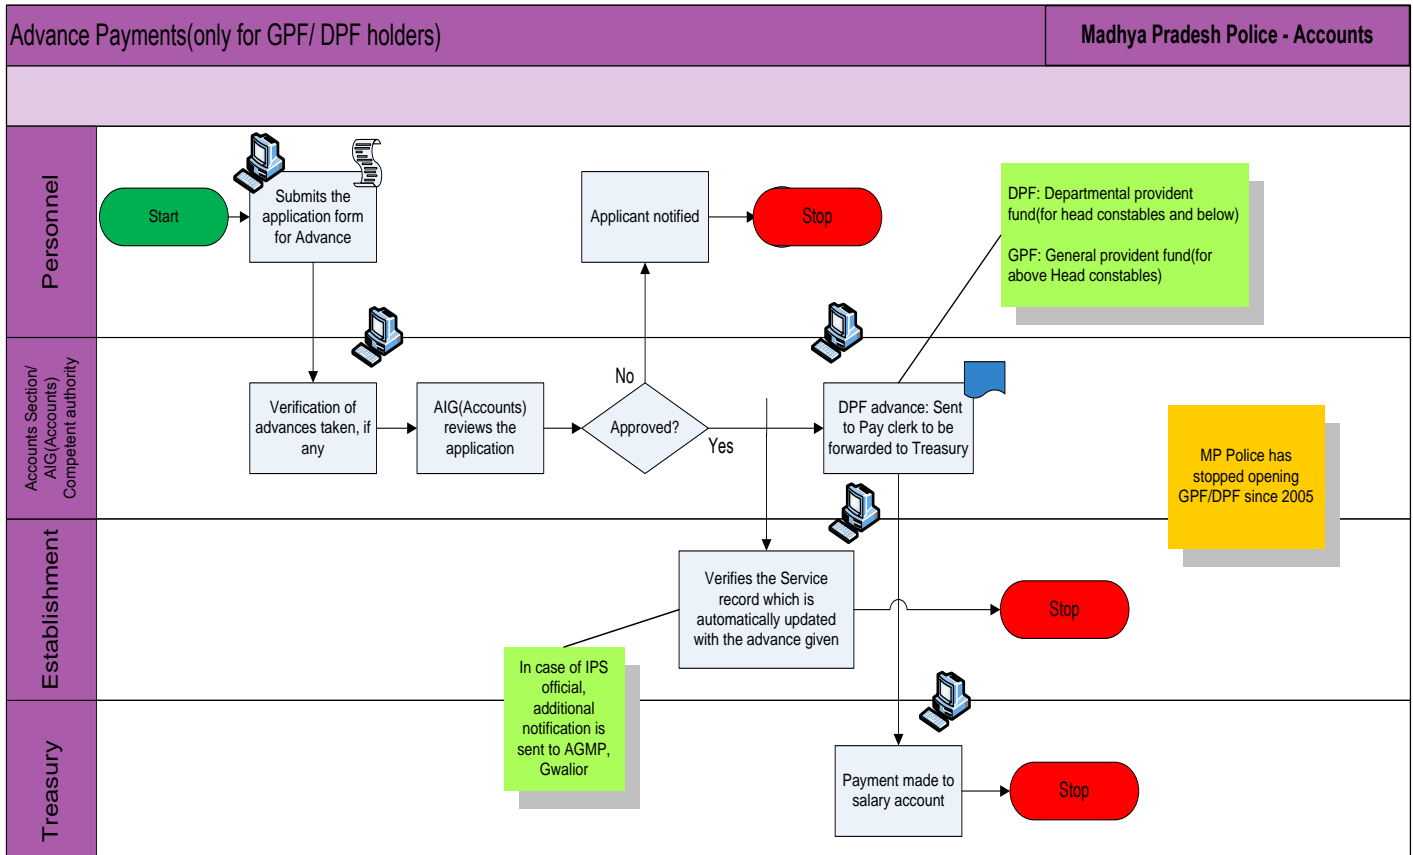 Advance Payments(only for GPF/ DPF holders)
Madhya Pradesh Police - Accounts
Personnel
Start
Submits the
application form
for Advance
Applicant notified
Stop
DPF: Departmental provident
fund(for head constables and below)
GPF: General provident fund(for
above Head constables)
Accounts Section/
AIG(Accounts)
Competent authority
Verification of
advances taken, if
any
AIG(Accounts)
reviews the
application
Approved?
No
Yes
DPF advance: Sent
to Pay clerk to be
forwarded to Treasury
MP Police has
stopped opening
GPF/DPF since 2005
Establishment
Verifies the Service
record which is
automatically updated
with the advance given
Stop
In case of IPS
official,
additional
notification is
sent to AGMP,
Gwalior
Treasury
Payment made to
salary account
Stop